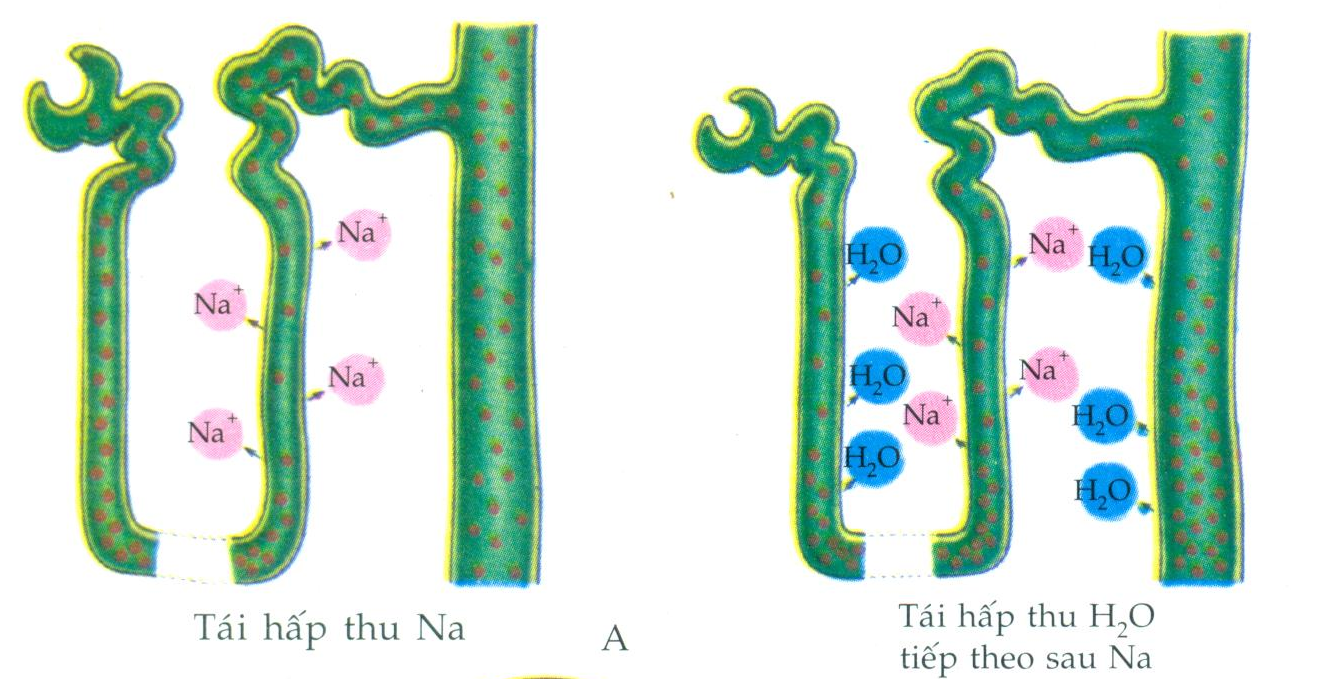 Na⁺
Na⁺
Na⁺
Na⁺
Tái hấp thu Na
A
H₂O
Na⁺
H₂O
Na⁺
H₂O
Na⁺
Na⁺
H₂O
H₂O
H₂O
Tái hấp thu H₂O
tiếp theo sau Na